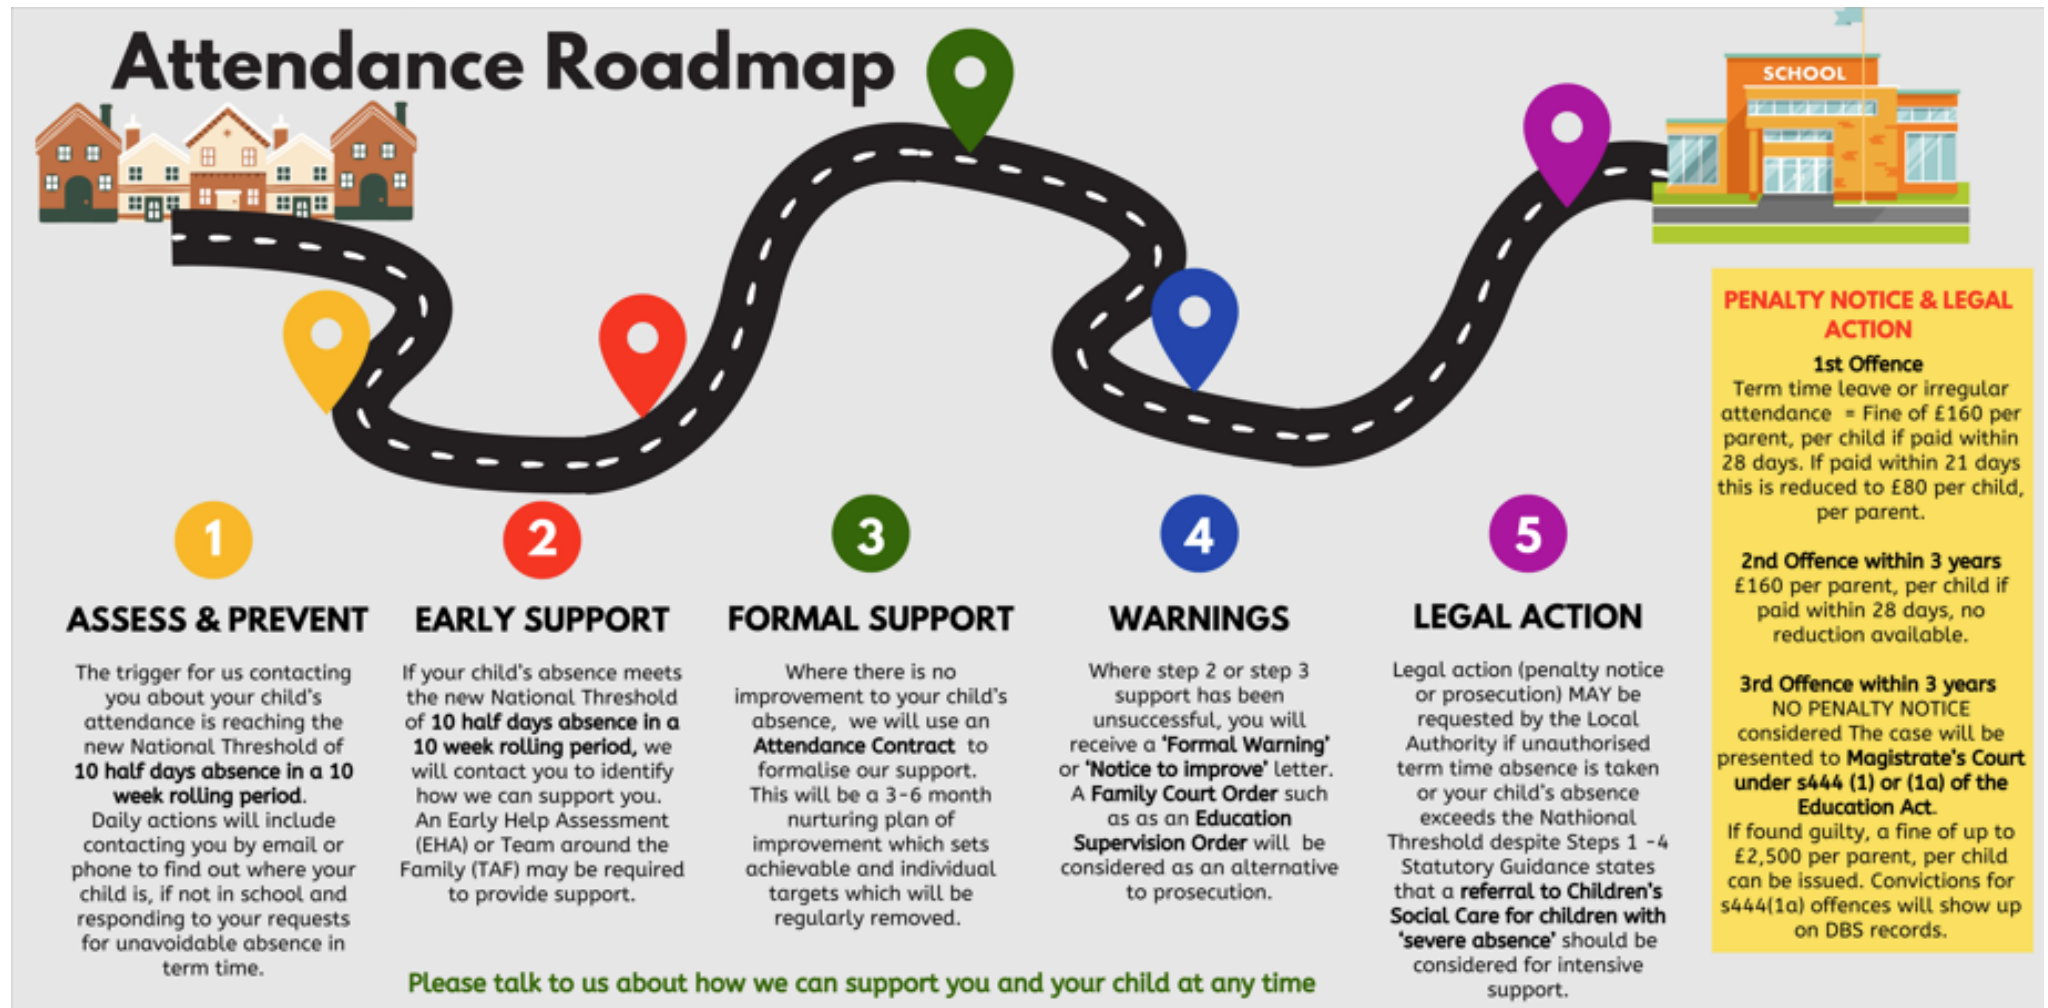 Attendance Roadmap
SCHOOL
1
ASSESS & PREVENT
The trigger for us contacting
you about your child's
attendance is reaching the
new National Threshold of
10 half days absence in a 10
week rolling period.
Daily actions will include
contacting you by email or
phone to find out where your
child is, if not in school and
responding to your requests
for unavoidable absence in
term time.
2
EARLY SUPPORT
If your child's absence meets
the new National Threshold
of 10 half days absence in a
10 week rolling period, we
will contact you to identify
how we can support you.
An Early Help Assessment
(EHA) or Team around the
Family (TAF) may be required
to provide support.
3
FORMAL SUPPORT
Where there is no
improvement to your child's
absence, we will use an
Attendance Contract to
formalise our support.
This will be a 3-6 month
nurturing plan of
improvement which sets
achievable and individual
targets which will be
regularly removed.
4
WARNINGS
Where step 2 or step 3
support has been
unsuccessful, you will
receive a 'Formal Warning'
or 'Notice to improve' letter.
A Family Court Order such
as as an Education
Supervision Order will be
considered as an alternative
to prosecution.
5
LEGAL ACTION
Legal action (penalty notice
or prosecution) MAY be
requested by the Local
Authority if unauthorised
term time absence is taken
or your child's absence
exceeds the Nathional
Threshold despite Steps 1 -4
Statutory Guidance states
that a referral to Children's
Social Care for children with
'severe absence' should be
considered for intensive
support.
PENALTY NOTICE & LEGAL
ACTION
1st Offence
Term time leave or irregular
attendance = Fine of £160 per
parent, per child if paid within
28 days. If paid within 21 days
this is reduced to £80 per child,
per parent.
2nd Offence within 3 years
£160 per parent, per child if
paid within 28 days, no
reduction available.
3rd Offence within 3 years
NO PENALTY NOTICE
considered The case will be
presented to Magistrate's Court
under s444 (1) or (1a) of the
Education Act.
If found guilty, a fine of up to
£2,500 per parent, per child
can be issued. Convictions for
s444(1a) offences will show up
on DBS records.
Please talk to us about how we can support you and your child at any time